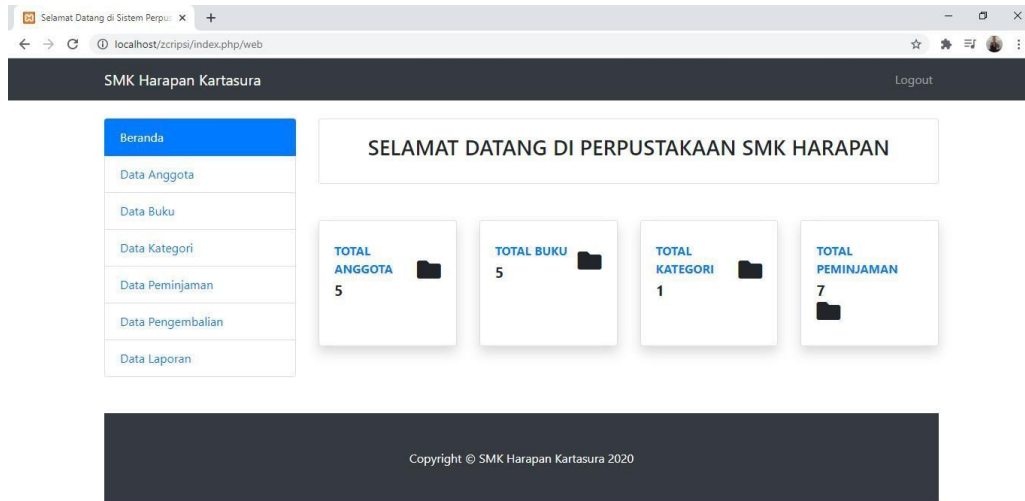 Selamat Datang di Sistem Perpus
localhost/zcripsi/index.php/web
SMK Harapan Kartasura
Logout
Beranda
Data Anggota
Data Buku
Data Kategori
Data Peminjaman
Data Pengembalian
Data Laporan
SELAMAT DATANG DI PERPUSTAKAAN SMK HARAPAN
TOTAL
ANGGOTA
5
TOTAL BUKU
5
TOTAL
KATEGORI
1
TOTAL
PEMINJAMAN
7
Copyright © SMK Harapan Kartasura 2020